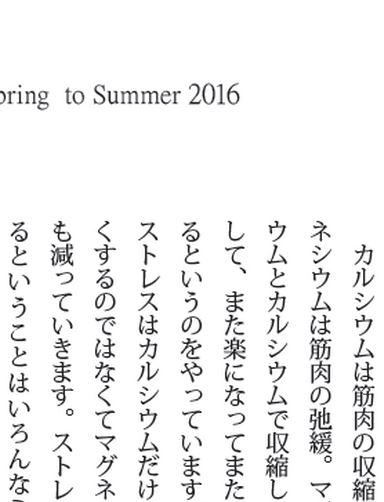 pring to Summer 2016
カルシウムは筋肉の収縮
ネシウムは筋肉の弛緩。マ
ウムとカルシウムで収縮し
して、また楽になってまた
るというのをやっています
ストレスはカルシウムだけ
くするのではなくてマグネ
も減っていきます。ストレ
るということはいろんな